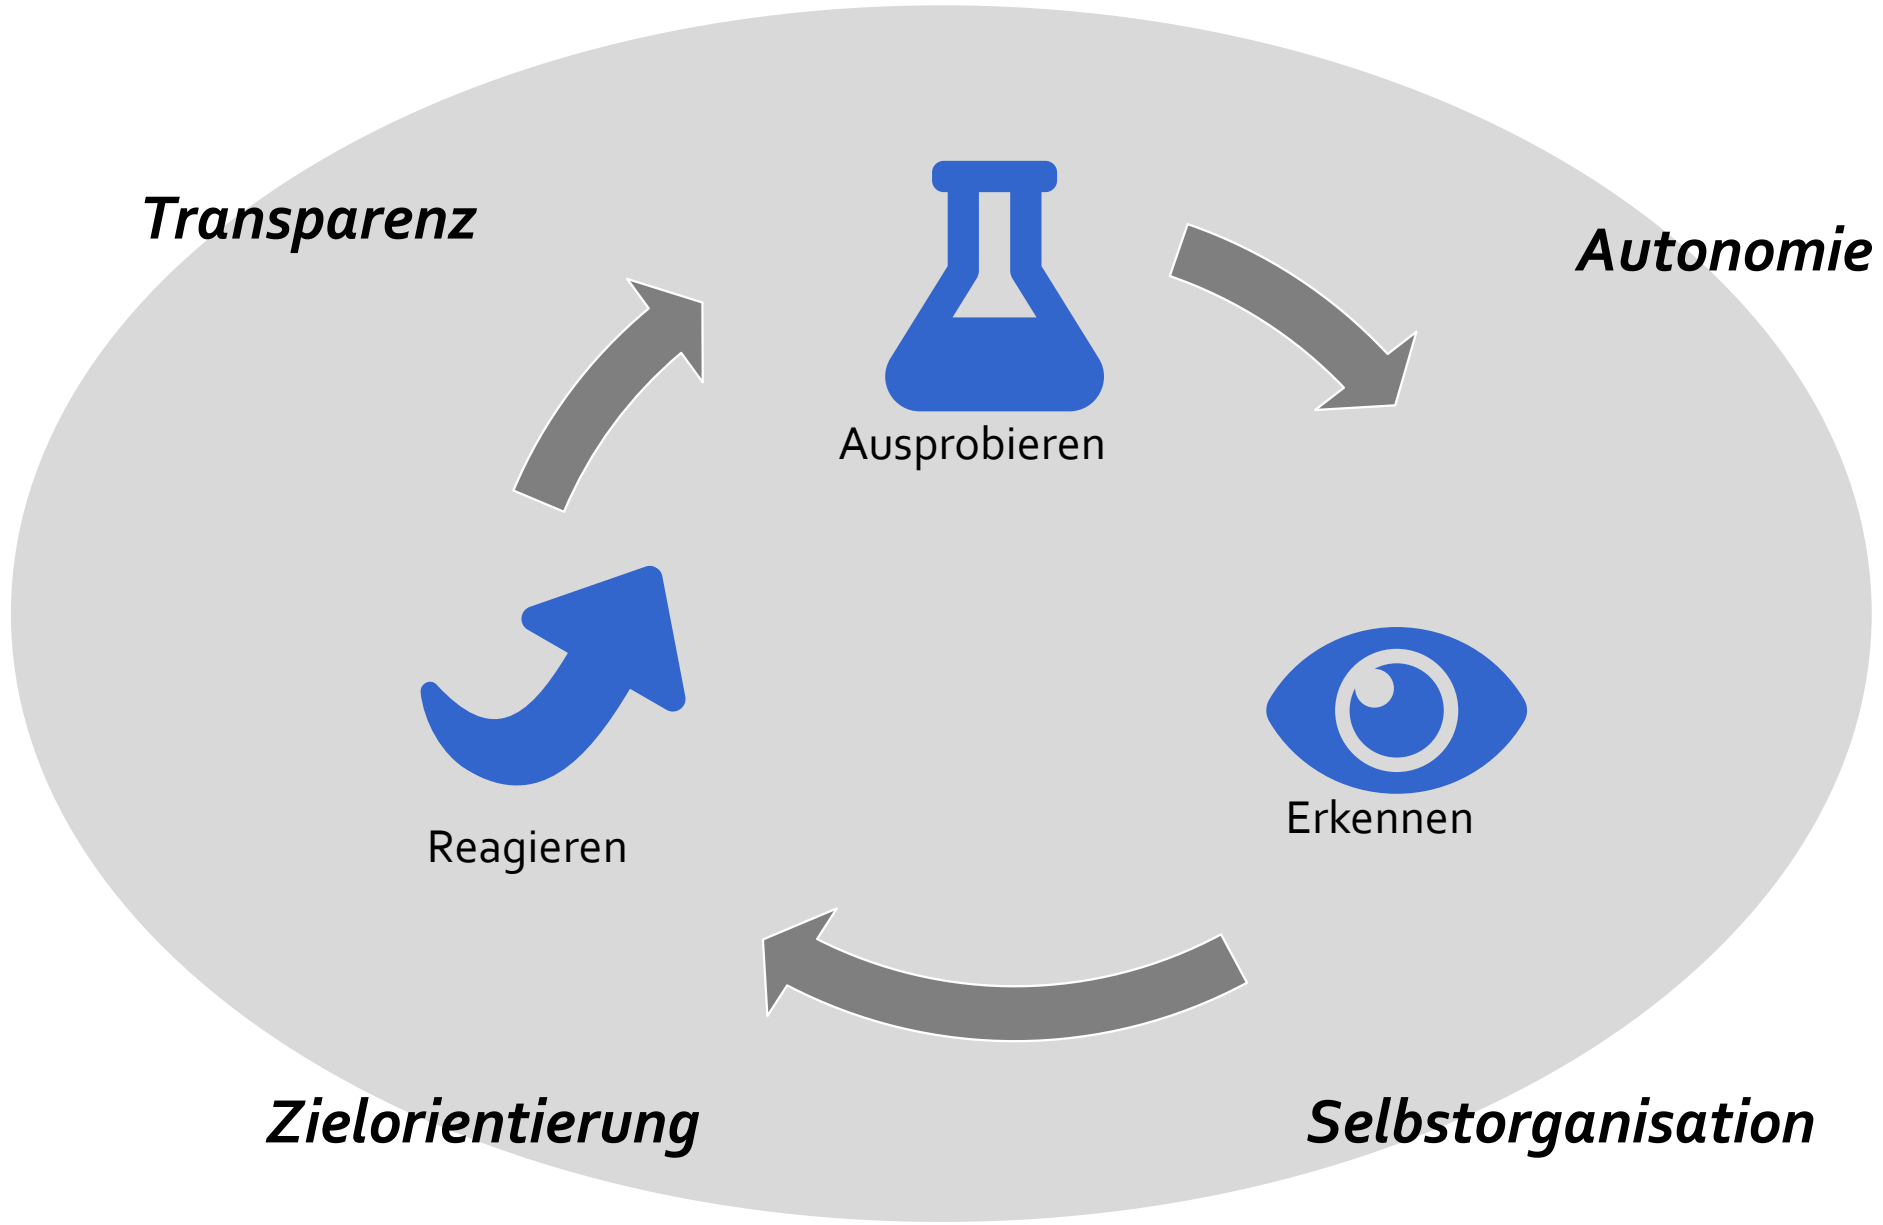 Transparenz
Autonomie
Ausprobieren
Erkennen
Reagieren
Zielorientierung
Selbstorganisation